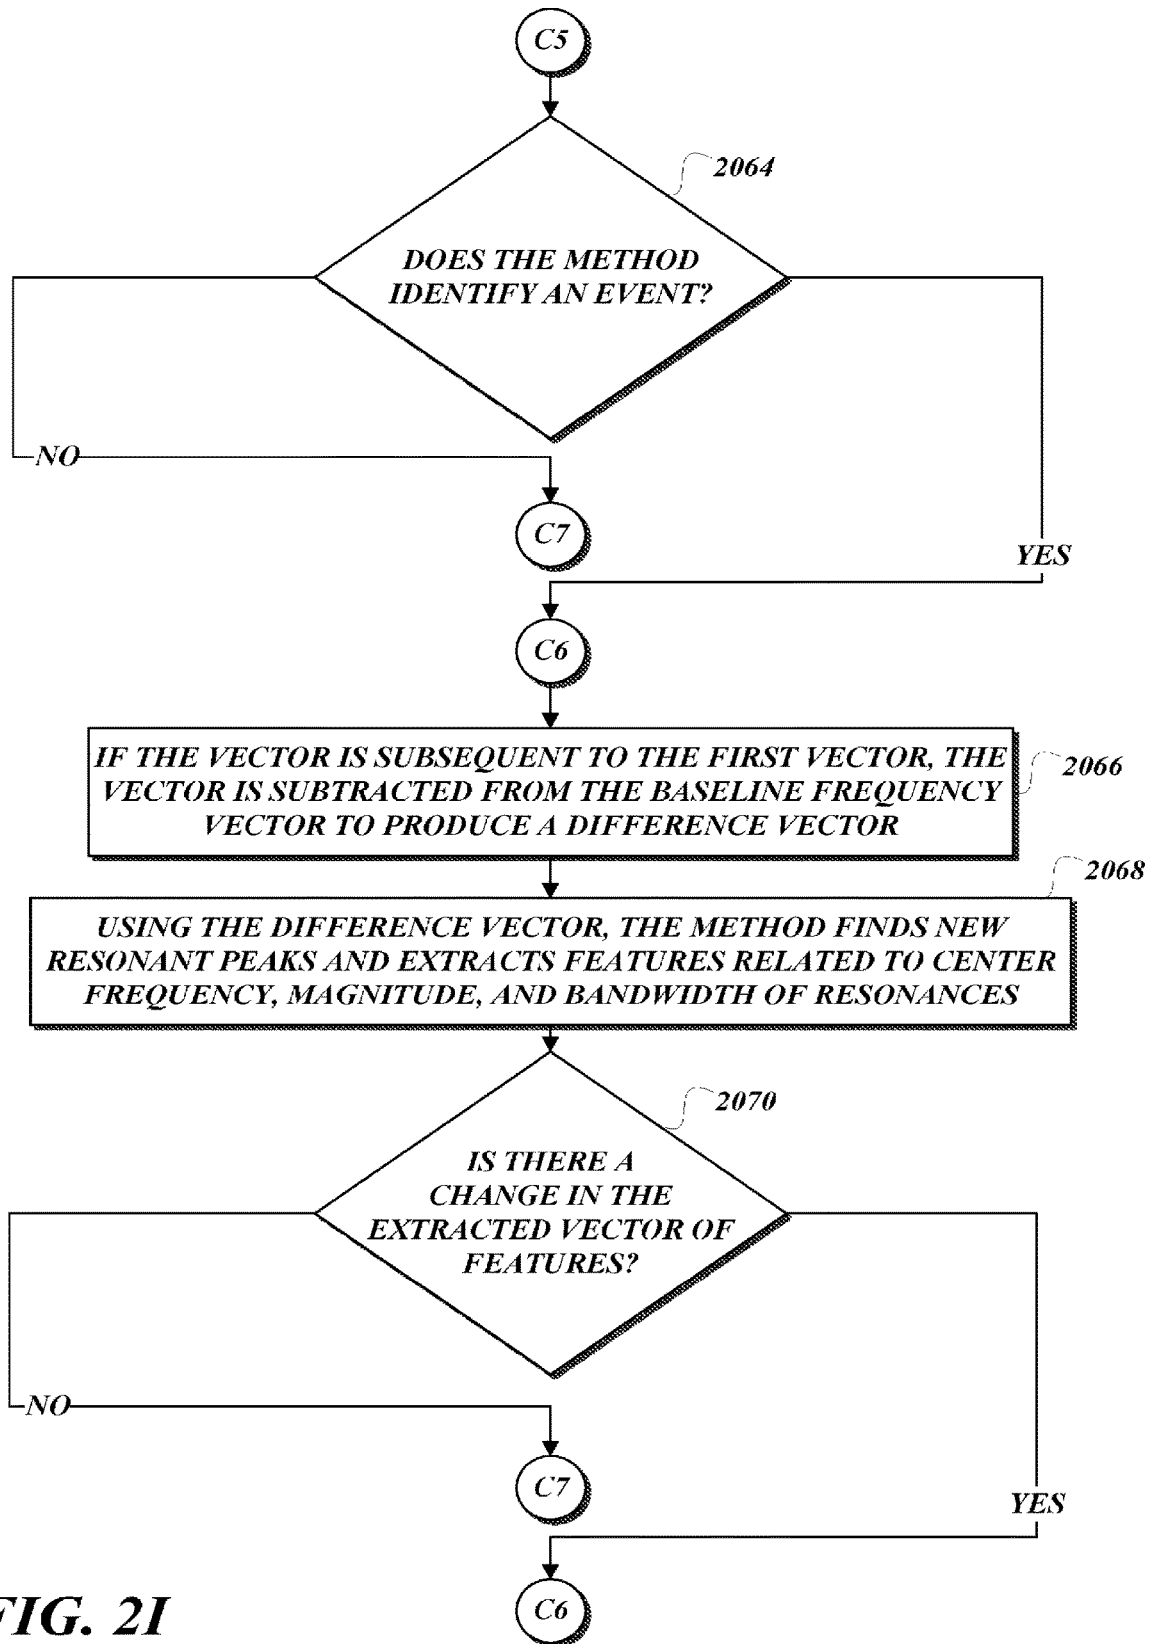 C5
2064
DOES THE METHOD
IDENTIFY AN EVENT?
NO
C7
YES
C6
IF THE VECTOR IS SUBSEQUENT TO THE FIRST VECTOR, THE
VECTOR IS SUBTRACTED FROM THE BASELINE FREQUENCY
VECTOR TO PRODUCE A DIFFERENCE VECTOR
2066
2068
USING THE DIFFERENCE VECTOR, THE METHOD FINDS NEW
RESONANT PEAKS AND EXTRACTS FEATURES RELATED TO CENTER
FREQUENCY, MAGNITUDE, AND BANDWIDTH OF RESONANCES
2070
IS THERE A
CHANGE IN THE
EXTRACTED VECTOR OF
FEATURES?
NO
C7
YES
C6
FIG. 2I